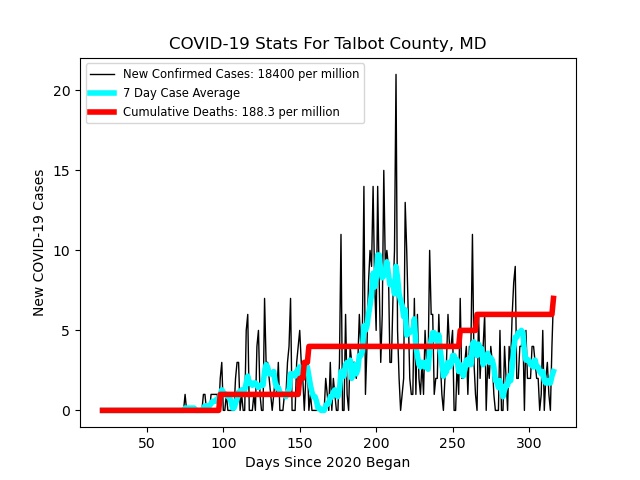 COVID-19 Stats For Talbot County, MD
New Confirmed Cases: 18400 per million
7 Day Case Average
Cumulative Deaths: 188.3 per million
New COVID-19 Cases
20
15
10
5
0
50 100 150 200 250 300
Days Since 2020 Began